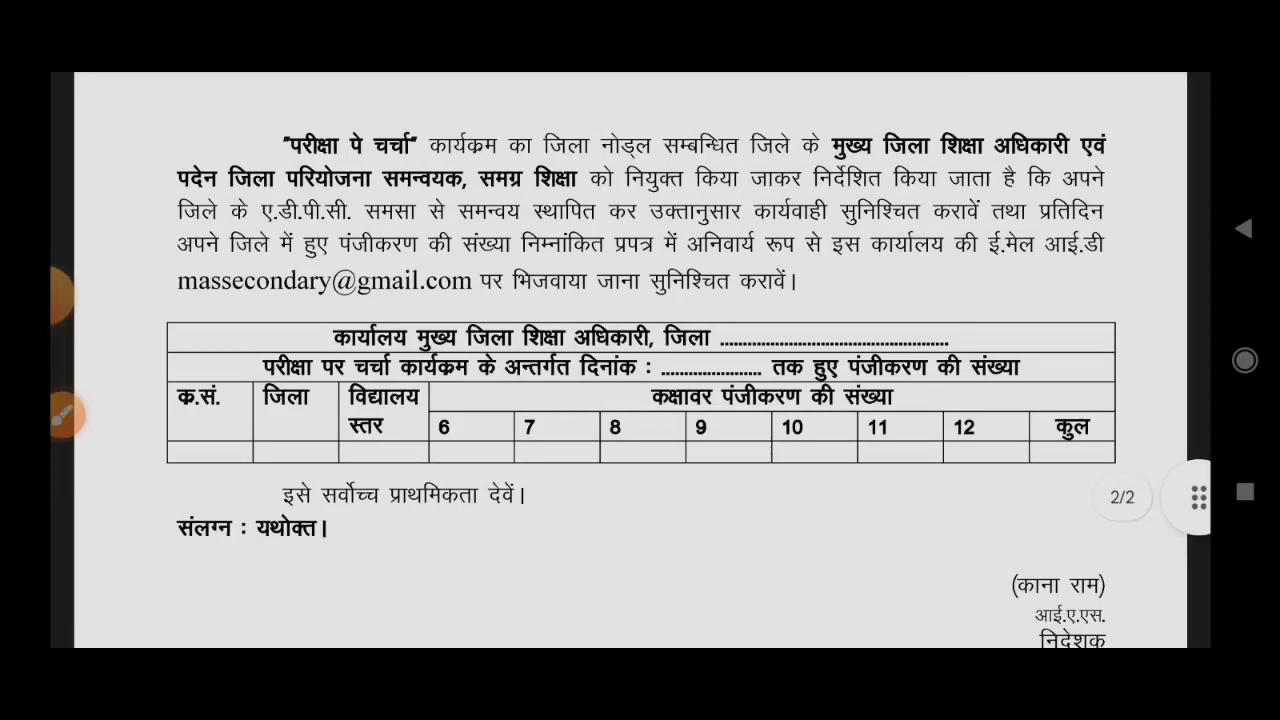 "परीक्षा पे चर्चा" कार्यक्रम का जिला नोड्ल सम्बन्धित जिले के मुख्य जिला शिक्षा अधिकारी एवं
पदेन जिला परियोजना समन्वयक, समग्र शिक्षा को नियुक्त किया जाकर निर्देशित किया जाता है कि अपने
जिले के ए.डी.पी.सी. समसा से समन्वय स्थापित कर उक्तानुसार कार्यवाही सुनिश्चित करावें तथा प्रतिदिन
अपने जिले में हुए पंजीकरण की संख्या निम्नांकित प्रपत्र में अनिवार्य रूप से इस कार्यालय की ई.मेल आई.डी
massecondary@gmail.com पर भिजवाया जाना सुनिश्चित करावें।
कार्यालय मुख्य जिला शिक्षा अधिकारी, जिला ................................................
परीक्षा पर चर्चा कार्यक्रम के अन्तर्गत दिनांक : ...................... तक हुए पंजीकरण की संख्या
क्र.सं. जिला विद्यालय कक्षावर पंजीकरण की संख्या
स्तर 6 7 8 9 10 11 12 कुल
इसे सर्वोच्च प्राथमिकता देवें।
2/2
संलग्न : यथोक्त।
(काना राम)
आई.ए.एस.
निदेशक